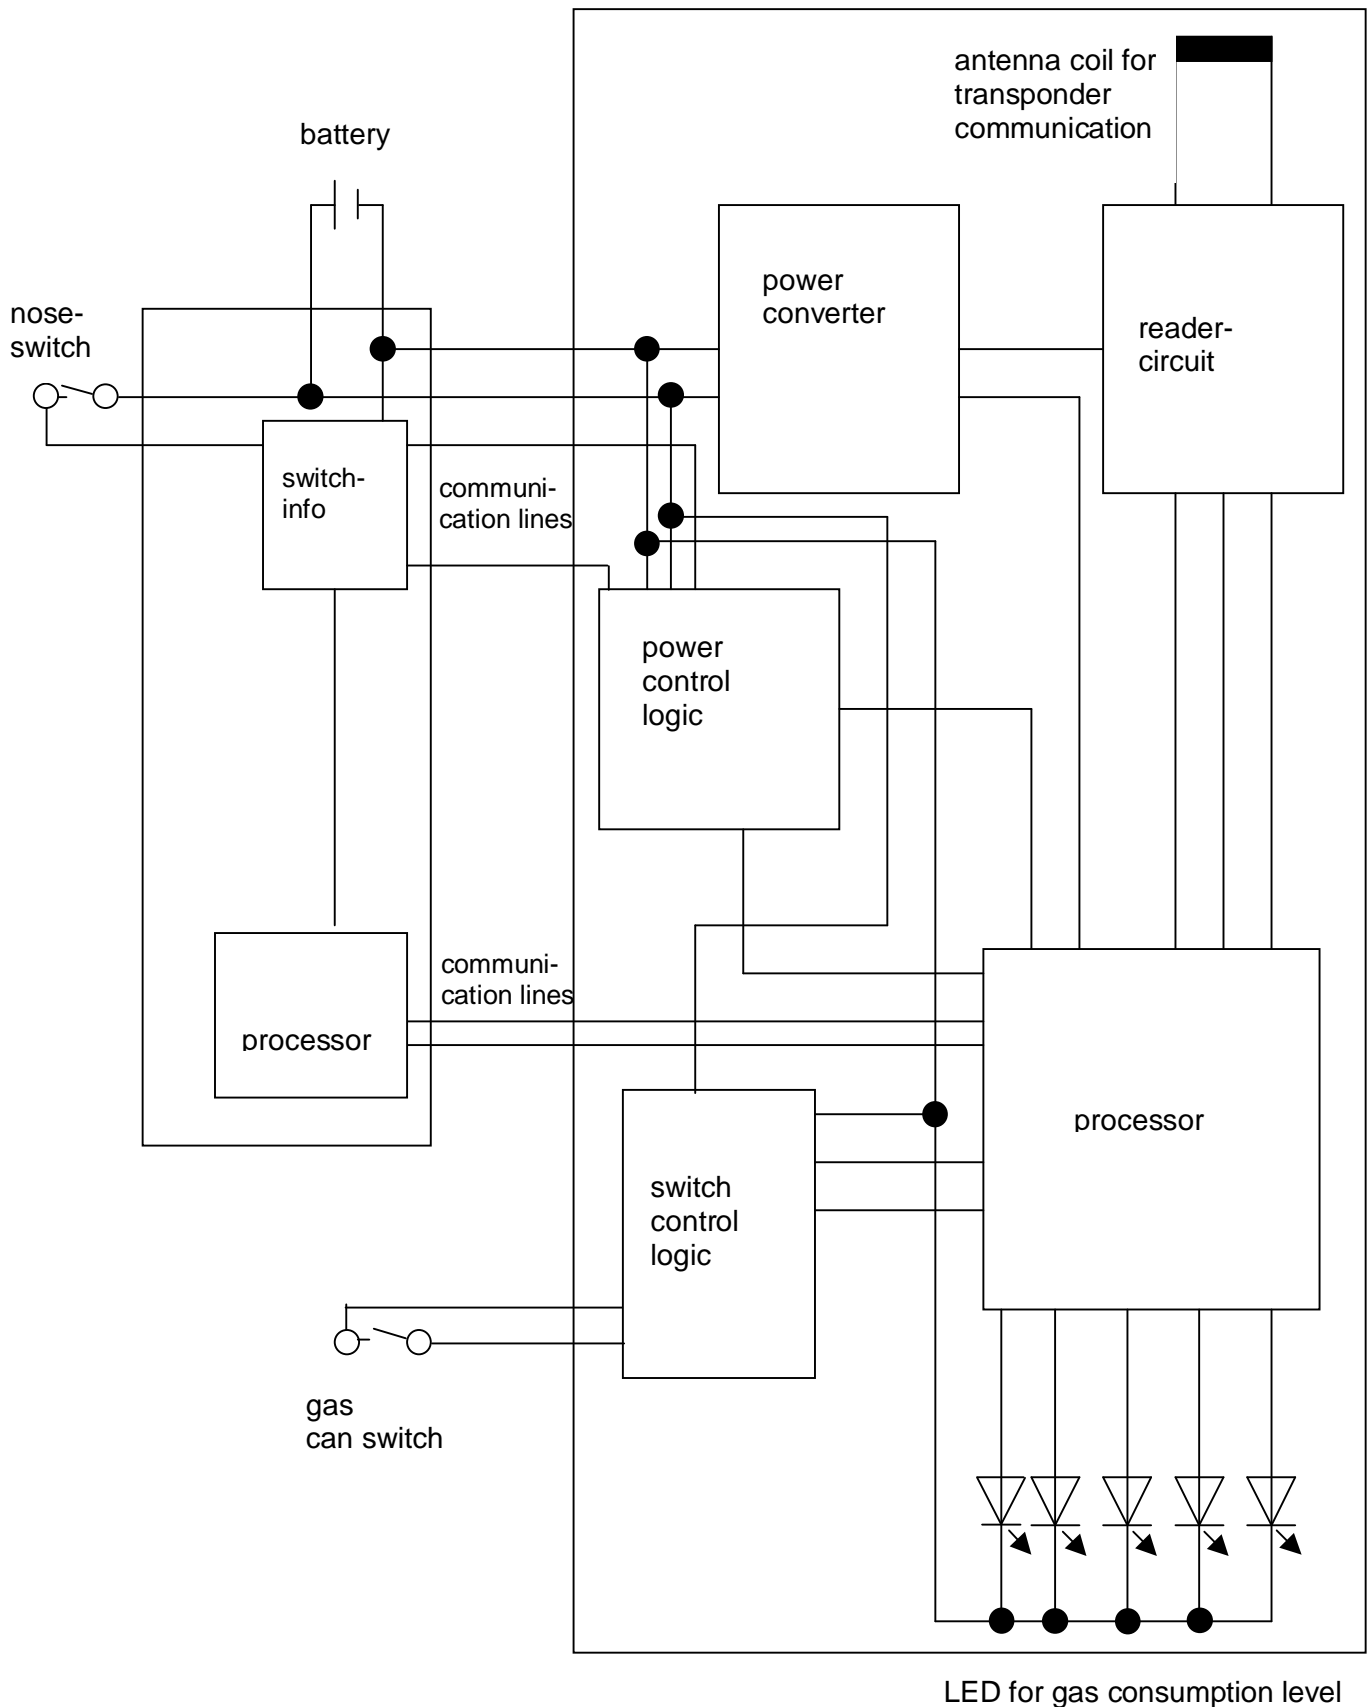 antenna coil for
transponder
communication
battery
power
converter
nose-
switch
reader-
circuit
switch-
info
communi-
cation lines
power
control
logic
communi-
cation lines
processor
processor
switch
control
logic
gas
can switch
LED for gas consumption level